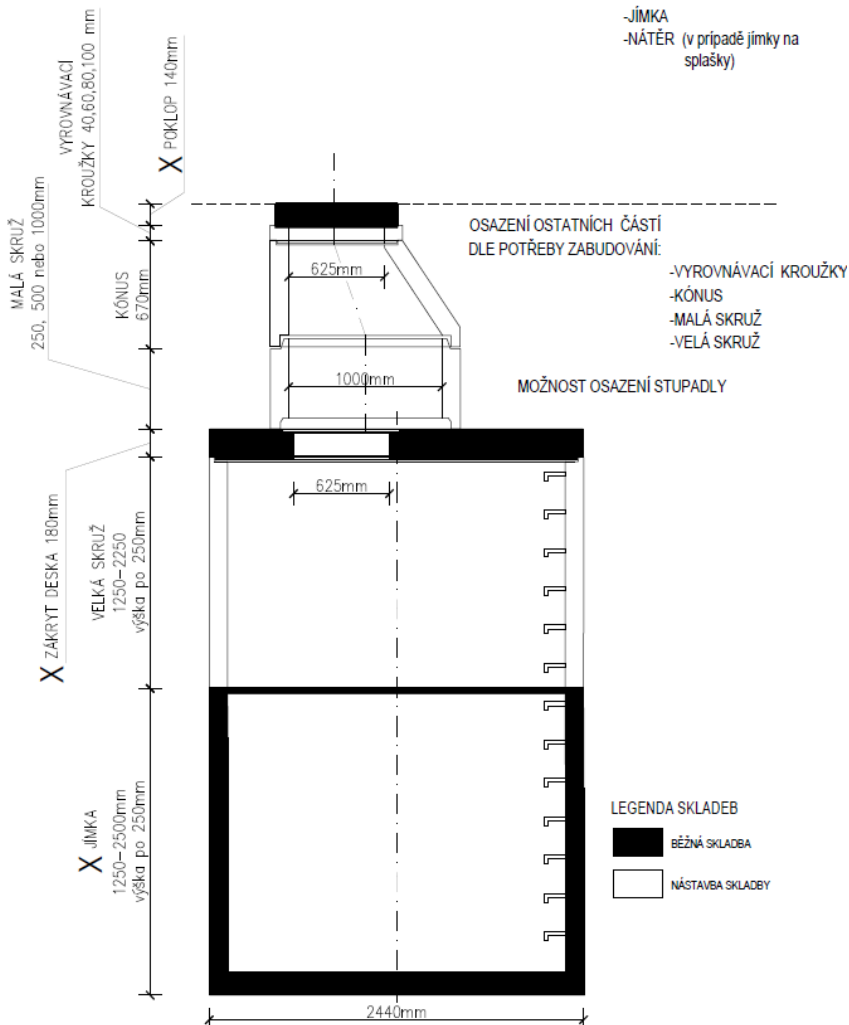 -JÍMKA
-NÁTĚR (v prípadě jímky na
splašky)
VYROVNÁVACÍ
KROUŽKY 40,60,80,100 mm
X POKLOP 140mm
MALÁ SKRUŽ
250, 500 nebo 1000mm
KÓNUS
670mm
OSAZENÍ OSTATNÍCH ČÁSTÍ
DLE POTŘEBY ZABUDOVÁNÍ:
-VYROVNÁVACÍ KROUŽKY
-KÓNUS
-MALÁ SKRUŽ
-VELÁ SKRUŽ
625mm
1000mm
MOŽNOST OSAZENÍ STUPADLY
625mm
X ZÁKRYT DESKA 180mm
VELKÁ SKRUŽ
1250-2250
výška po 250mm
X JÍMKA
1250-2500mm
výška po 250mm
LEGENDA SKLADEB
BĚŽNÁ SKLADBA
NÁSTAVBA SKLADBY
2440mm